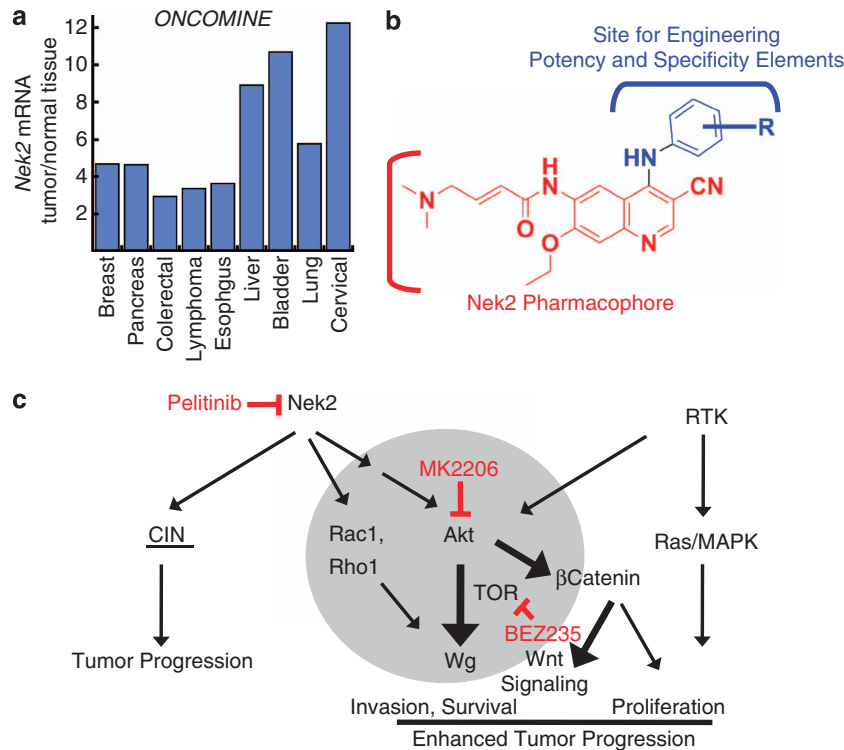 a
ONCOMINE
Nek2 mRNA
tumor/normal tissue
12
10
8
6
4
2
Breast
Pancreas
Colerectal
Lymphoma
Esophgus
Liver
Bladder
Lung
Cervical
b
Site for Engineering
Potency and Specificity Elements
R
HN
H
N
N
O
O
CN
N
Nek2 Pharmacophore
c
Pelitinib
Nek2
RTK
MK2206
CIN
Rac1,
Rho1
Akt
Ras/MAPK
TOR
βCatenin
BEZ235
Tumor Progression
Wg
Wnt
Signaling
Invasion, Survival
Proliferation
Enhanced Tumor Progression